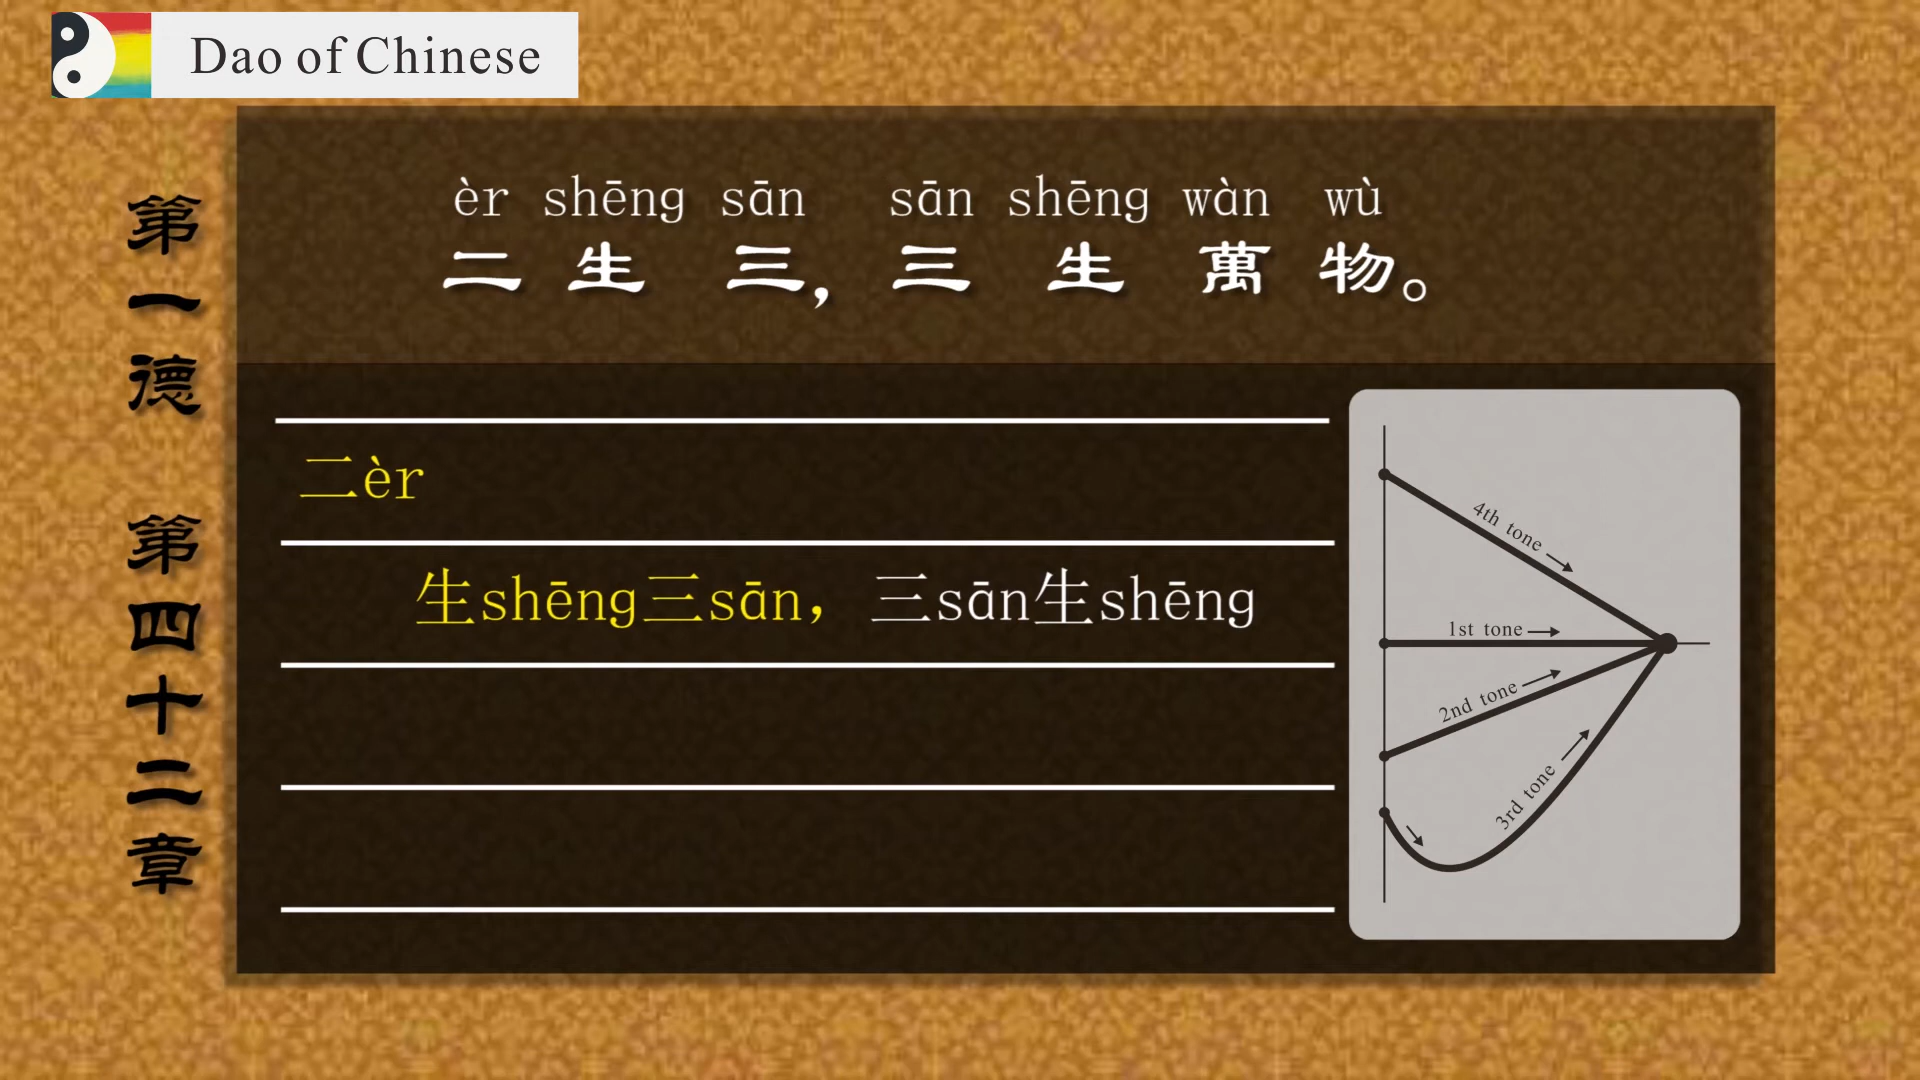 Dao of Chinese
第一德 第四十二章
èr shēng sān sān shēng wàn wù
二生三，三生萬物。
二èr
生shēng三sān，三sān生shēng
4th tone
1st tone
2nd tone
3rd tone